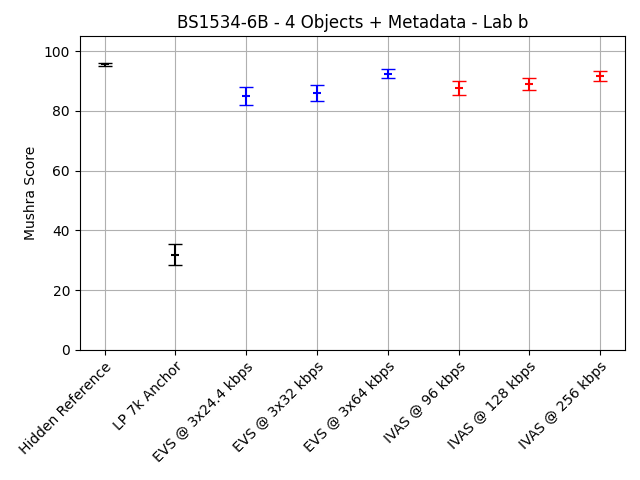 BS1534-6B - 4 Objects + Metadata - Lab b
Mushra Score
100
80
60
40
20
0
Hidden Reference
LP 7k Anchor
EVS @ 3x24.4 kbps
EVS @ 3x32 kbps
EVS @ 3x64 kbps
IVAS @ 96 kbps
IVAS @ 128 kbps
IVAS @ 256 kbps